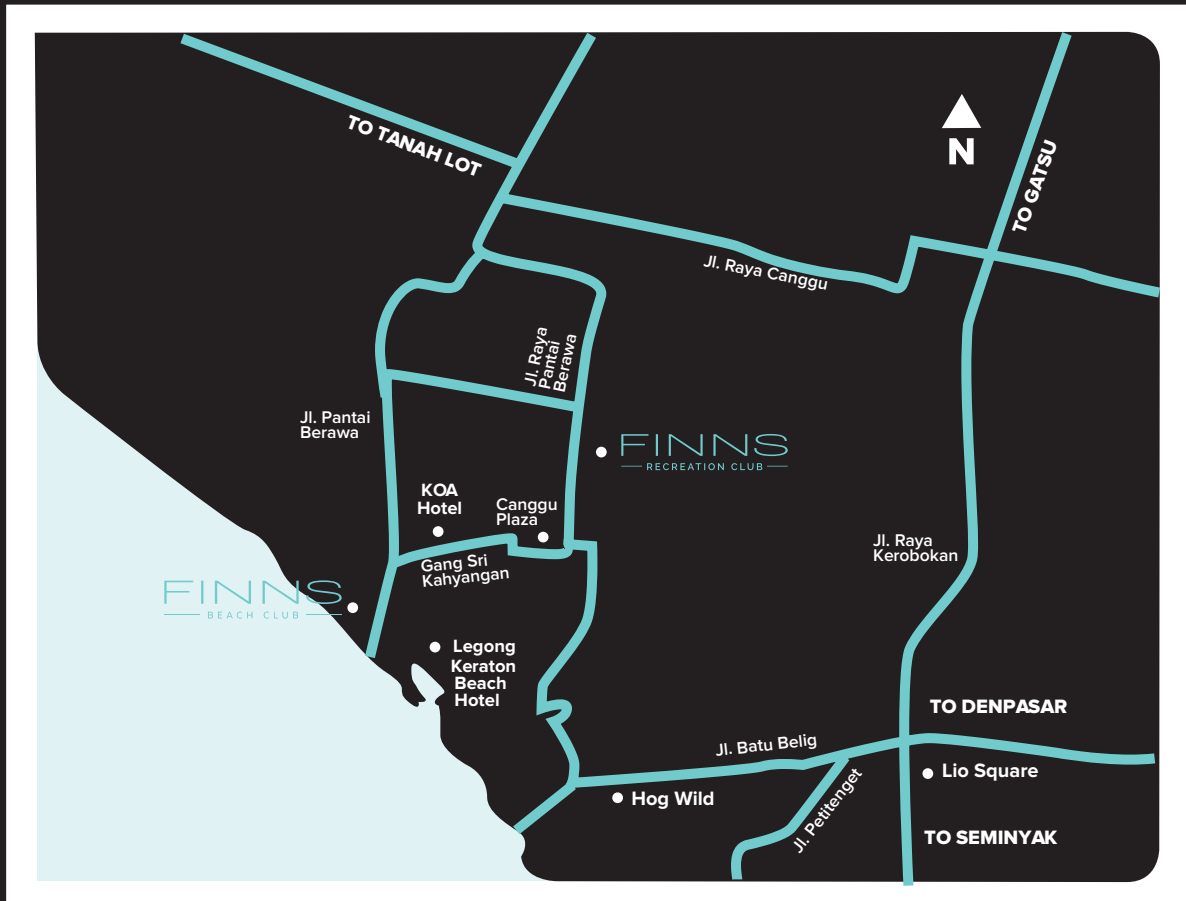 TO TANAH LOT
N
TO GATSU
Jl. Raya Canggu
Jl. Raya
Pantai
Berawa
Jl. Pantai
Berawa
FINNS
RECREATION CLUB
KOA
Hotel
Canggu
Plaza
Jl. Raya
Kerobokan
Gang Sri
Kahyangan
FINNS
BEACH CLUB
Legong
Keraton
Beach
Hotel
TO DENPASAR
Jl. Batu Belig
Lio Square
Hog Wild
Jl. Petitenget
TO SEMINYAK